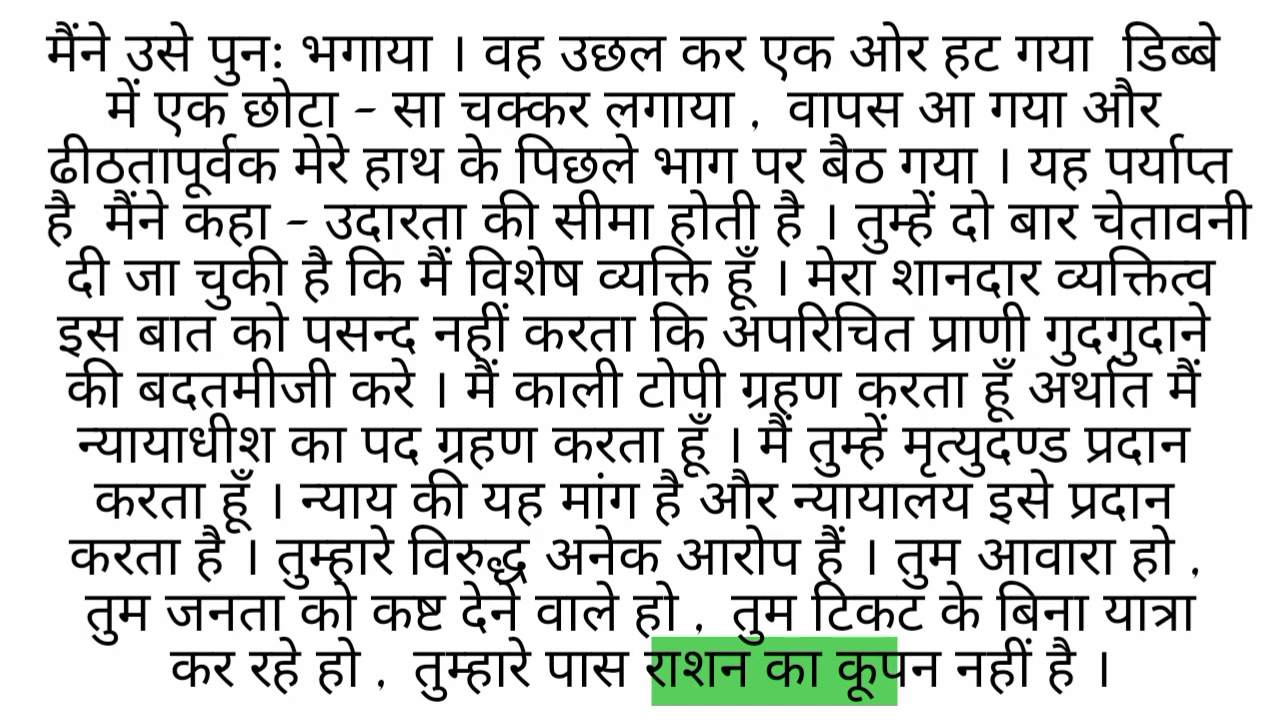 मैंने उसे पुनः भगाया । वह उछल कर एक ओर हट गया  डिब्बे
में एक छोटा - सा चक्कर लगाया ,  वापस आ गया और
ढीठतापूर्वक मेरे हाथ के पिछले भाग पर बैठ गया । यह पर्याप्त
है  मैंने कहा - उदारता की सीमा होती है । तुम्हें दो बार चेतावनी
दी जा चुकी है कि मैं विशेष व्यक्ति हूँ । मेरा शानदार व्यक्तित्व
इस बात को पसन्द नहीं करता कि अपरिचित प्राणी गुदगुदाने
की बदतमीजी करे । मैं काली टोपी ग्रहण करता हूँ अर्थात मैं
न्यायाधीश का पद ग्रहण करता हूँ । मैं तुम्हें मृत्युदण्ड प्रदान
करता हूँ । न्याय की यह मांग है और न्यायालय इसे प्रदान
करता है । तुम्हारे विरुद्ध अनेक आरोप हैं । तुम आवारा हो ,
तुम जनता को कष्ट देने वाले हो ,  तुम टिकट के बिना यात्रा
कर रहे हो ,  तुम्हारे पास राशन का कूपन नहीं है ।